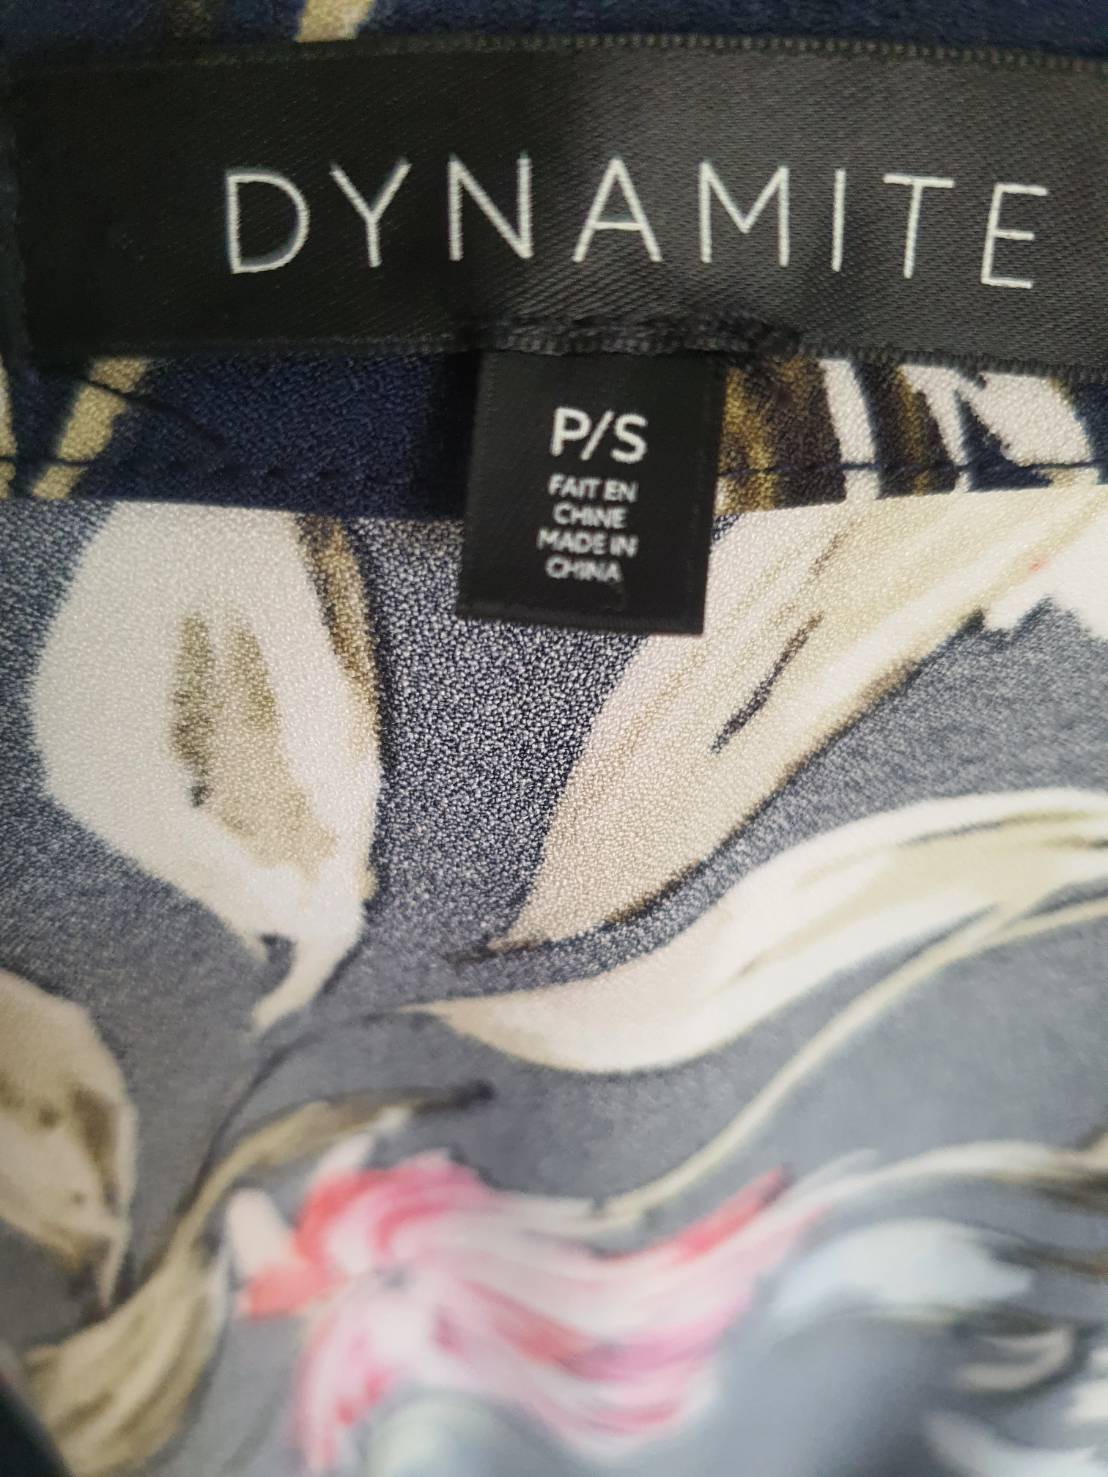 DYNAMITE
P/S
FAIT EN
CHINE
MADE IN
CHINA